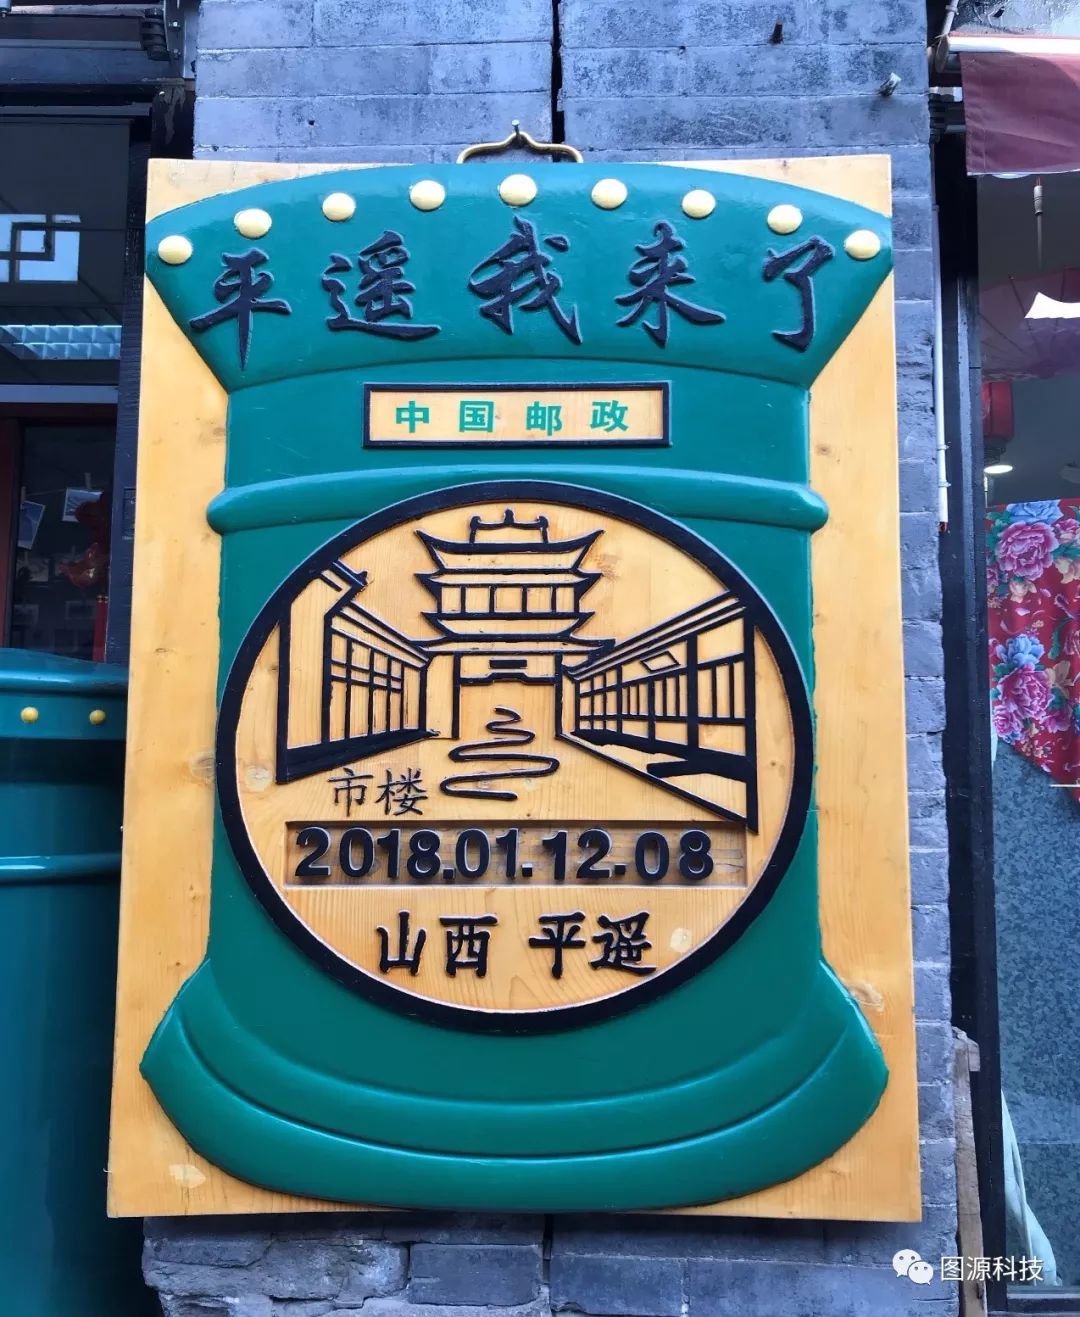 平遥我来了
中国邮政
市楼
2018.01.12.08
山西 平遥
图源科技